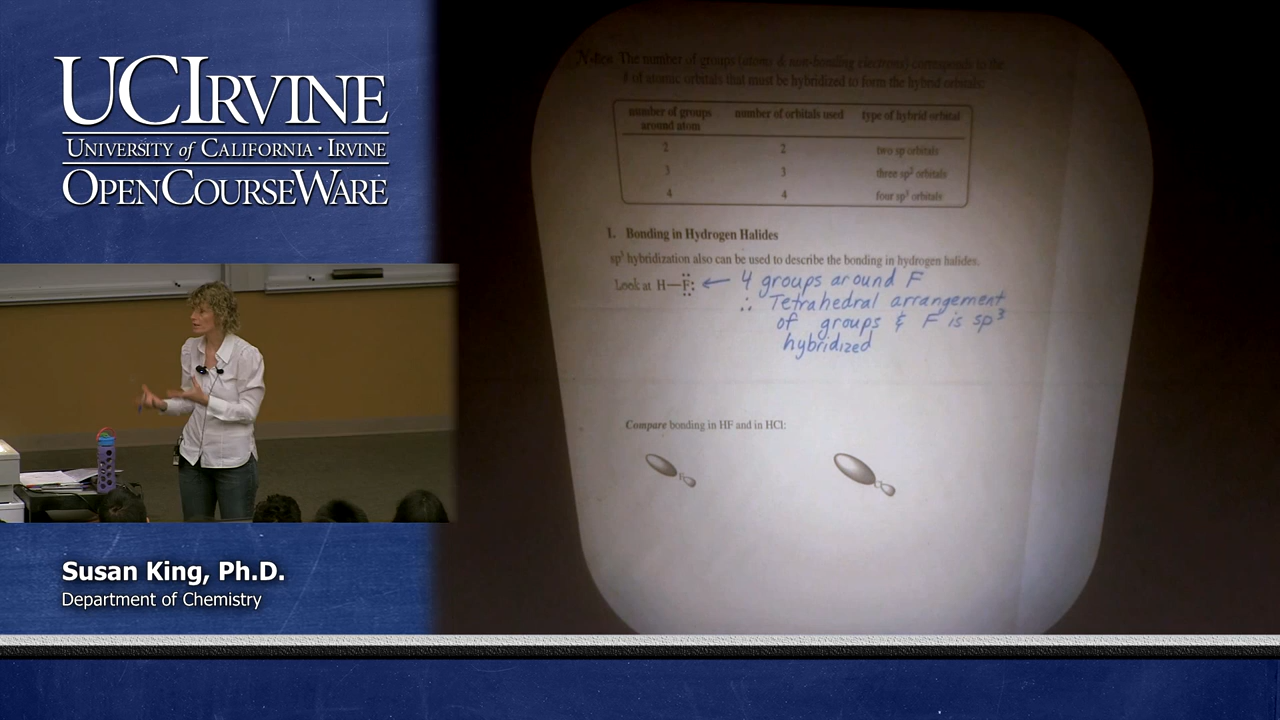 UCIRVINE
UNIVERSITY of CALIFORNIA · IRVINE
OPENCOURSEWARE
Susan King, Ph.D.
Department of Chemistry
Notice The number of groups (atoms & non-bonding electrons) corresponds to the
# of atomic orbitals that must be hybridized to form the hybrid orbitals:
number of groups around atom number of orbitals used type of hybrid orbital
2 2 two sp orbitals
3 3 three sp² orbitals
4 4 four sp³ orbitals
1. Bonding in Hydrogen Halides
sp³ hybridization also can be used to describe the bonding in hydrogen halides.
Look at H—F: ← 4 groups around F
∴ Tetrahedral arrangement
of groups & F is sp³
hybridized
Compare bonding in HF and in HCl:
F